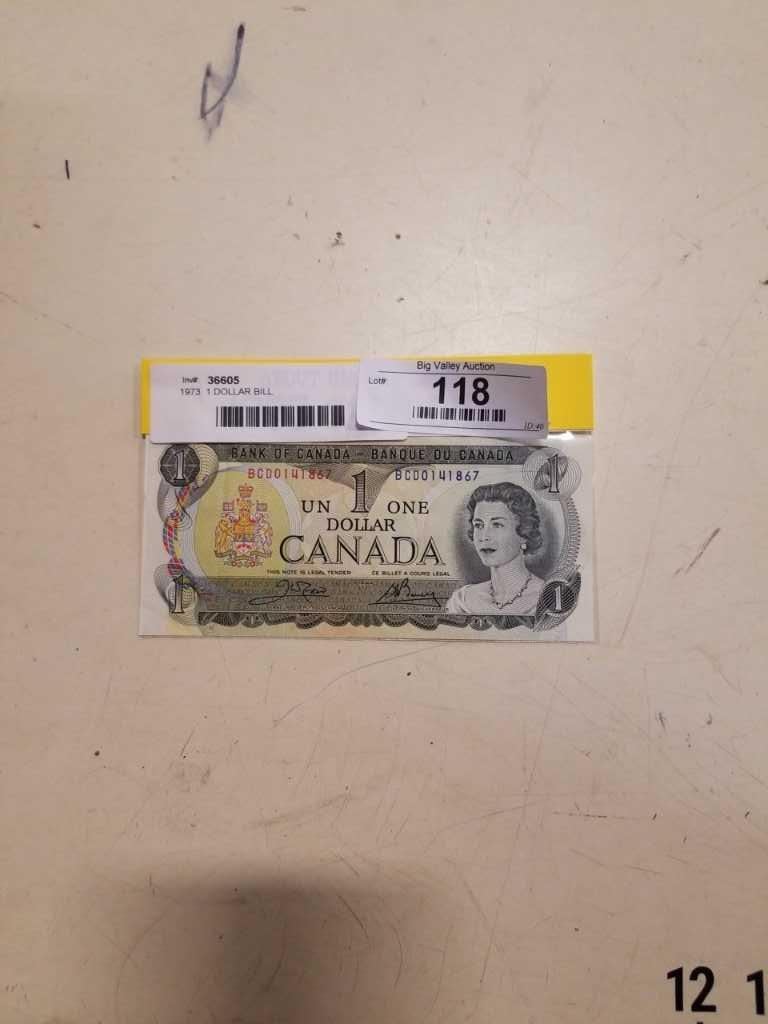 Inv# 36605
1973 1 DOLLAR BILL
Big Valley Auction
Lot# 118
ID:46
BANK OF CANADA – BANQUE DU CANADA
1 1
BCD0141867 BCD0141867
UN 1 ONE
DOLLAR
CANADA
THIS NOTE IS LEGAL TENDER CE BILLET A COURS LEGAL
1 1
12 1